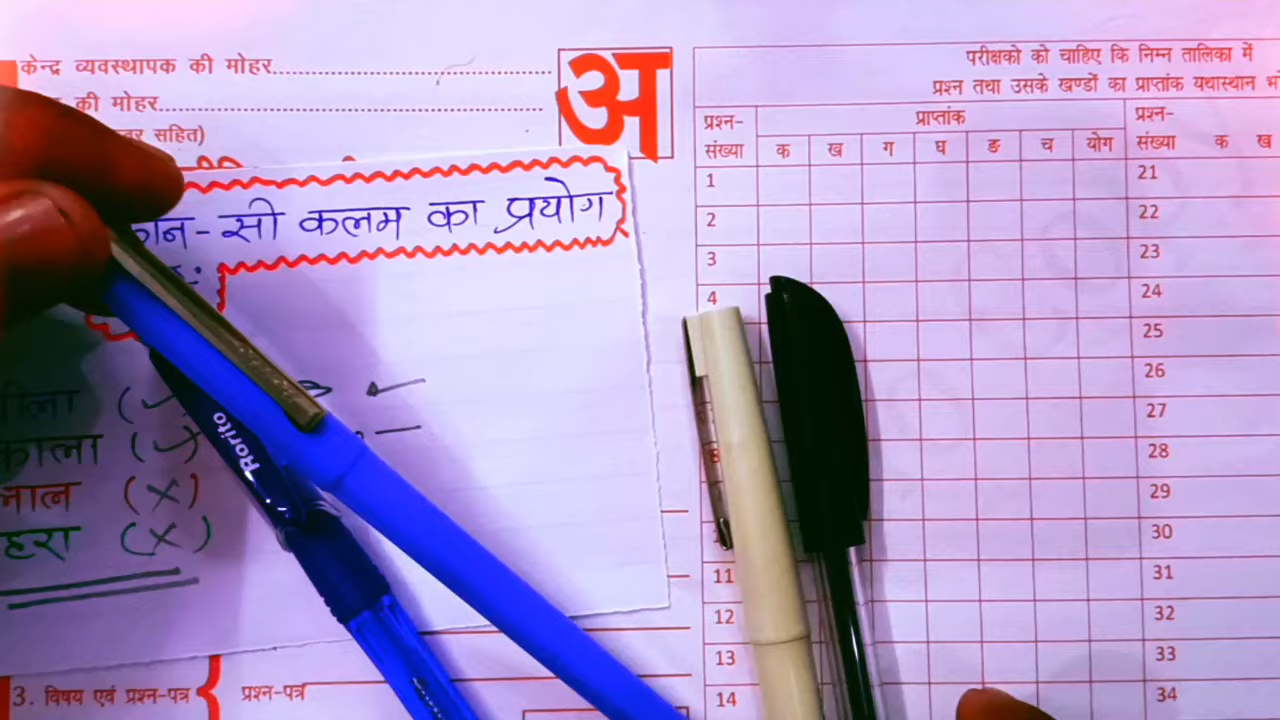 केन्द्र व्यवस्थापक की मोहर
की मोहर
सहित)
अ
सी कलम का प्रयोग
काला (✓)
(x)
हरा (x)
Rorito
3. विषय एवं प्रश्न-पत्र
प्रश्न-पत्र
परीक्षको को चाहिए कि निम्न तालिका में
प्रश्न तथा उसके खण्डों का प्राप्तांक यथास्थान
प्रश्न-संख्या प्राप्तांक प्रश्न-संख्या
क ख ग घ ङ च योग क ख
1 21
2 22
3 23
4 24
25
26
27
28
29
30
11 31
12 32
13 33
14 34